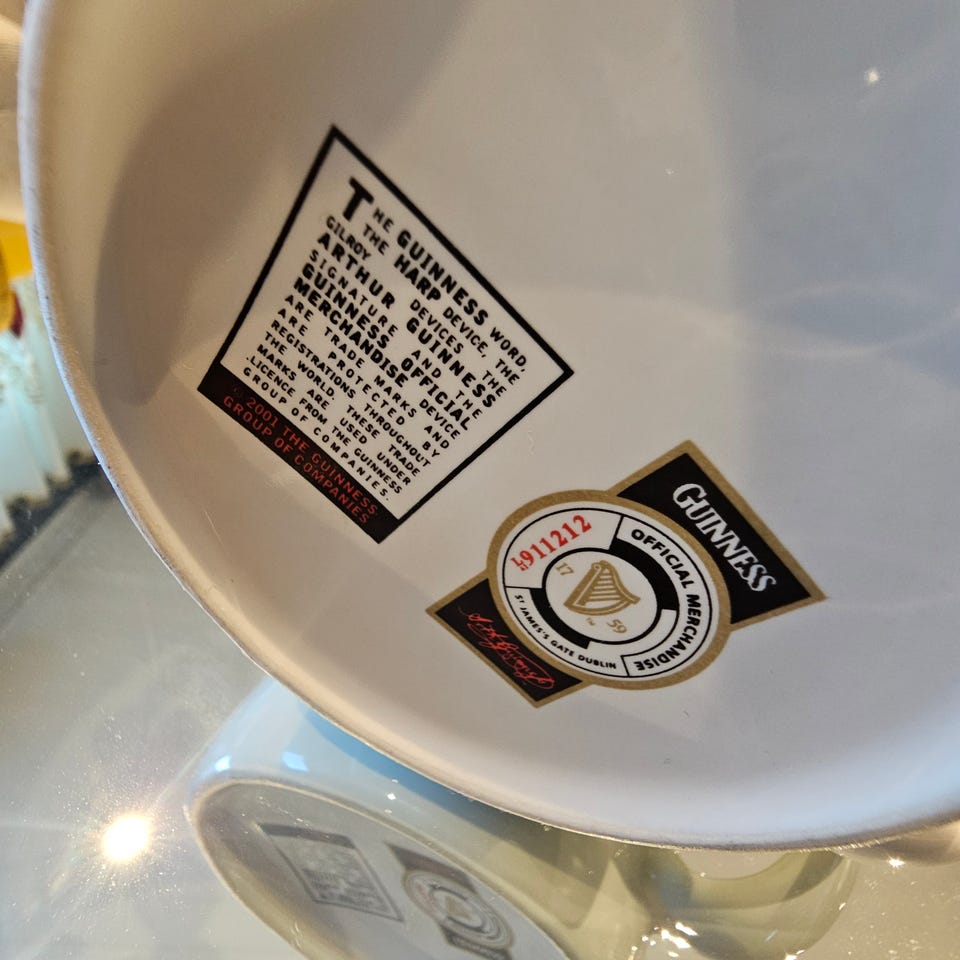 THE GUINNESS WORD,
THE HARP DEVICE, THE
GILROY DEVICES, THE
ARTHUR GUINNESS
SIGNATURE AND THE
GUINNESS OFFICIAL
MERCHANDISE DEVICE
ARE TRADE MARKS AND
ARE PROTECTED BY
REGISTRATIONS THROUGHOUT
THE WORLD. THESE TRADE
MARKS ARE USED UNDER
LICENCE FROM THE GUINNESS
GROUP OF COMPANIES.
© 2001 THE GUINNESS
GROUP OF COMPANIES
GUINNESS
OFFICIAL MERCHANDISE
4911212
17 59
TM
ST JAMES'S GATE DUBLIN